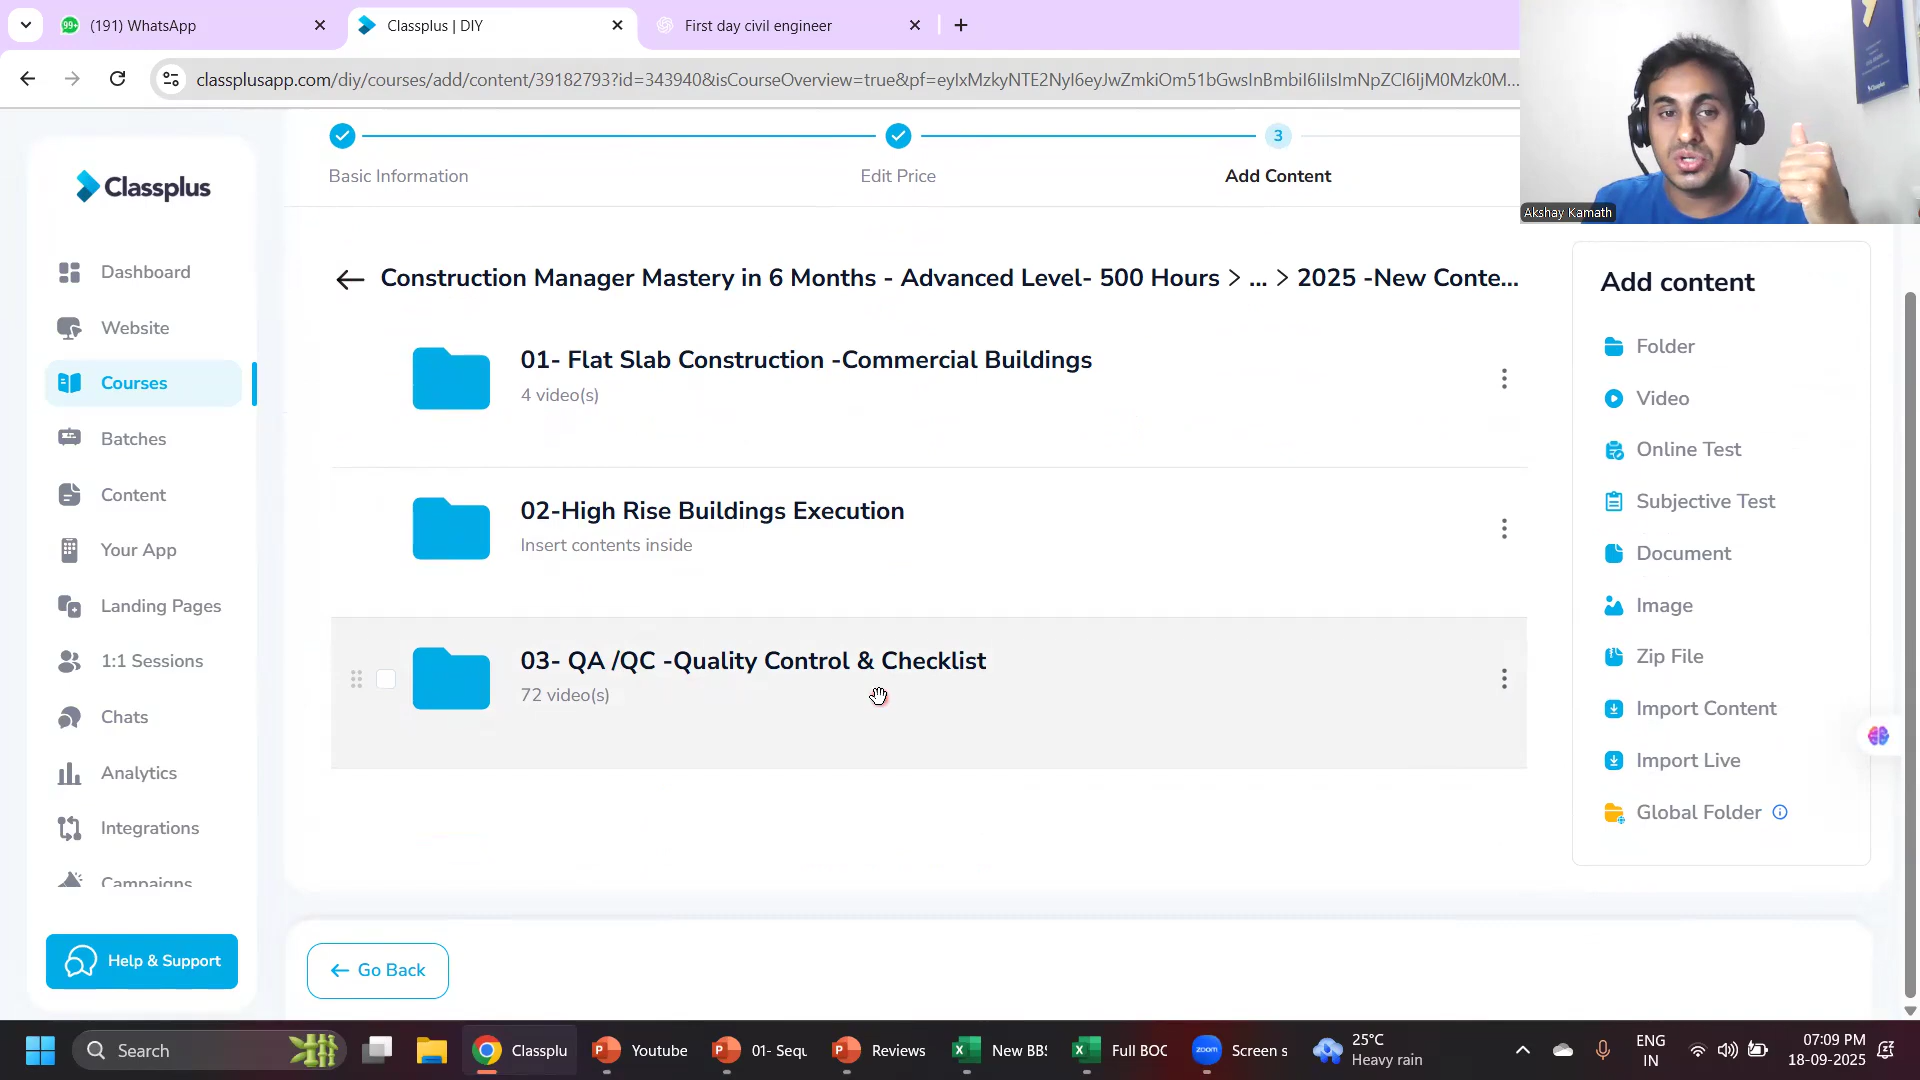 99+
(191) WhatsApp
Classplus | DIY
First day civil engineer
classplusapp.com/diy/courses/add/content/39182793?id=343940&isCourseOverview=true&pf=eyIxMzkyNTE2NyI6eyJwZmkiOm51bGwsInBmbiI6IiIsImNpZCI6IjM0Mzk0M...
Akshay Kamath
Classplus
Dashboard
Website
Courses
Batches
Content
Your App
Landing Pages
1:1 Sessions
Chats
Analytics
Integrations
Campaigns
Help & Support
Basic Information
Edit Price
3
Add Content
Construction Manager Mastery in 6 Months - Advanced Level- 500 Hours > ... > 2025 -New Conte...
01- Flat Slab Construction -Commercial Buildings
4 video(s)
02-High Rise Buildings Execution
Insert contents inside
03- QA /QC -Quality Control & Checklist
72 video(s)
Go Back
Add content
Folder
Video
Online Test
Subjective Test
Document
Image
Zip File
Import Content
Import Live
Global Folder
Search
Classplu
Youtube
01- Sequ
Reviews
New BBS
Full BOC
zoom
Screen s
25°C
Heavy rain
ENG
IN
07:09 PM
18-09-2025